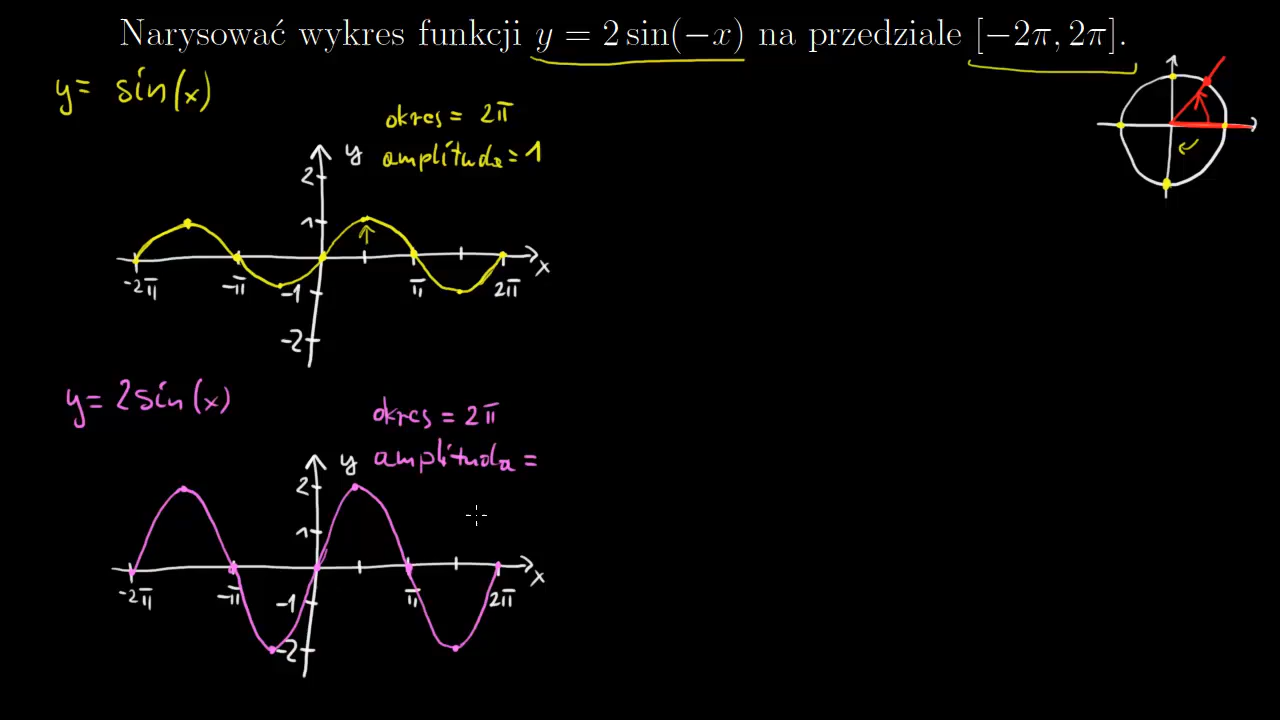 Narysować wykres funkcji y = 2 sin(−x) na przedziale [−2π, 2π].
y = sin(x)
okres = 2π
amplituda = 1
y
2
1
-2π -π π 2π x
-1
-2
y = 2sin(x)
okres = 2π
amplituda =
y
2
1
-2π -π π 2π x
-1
-2